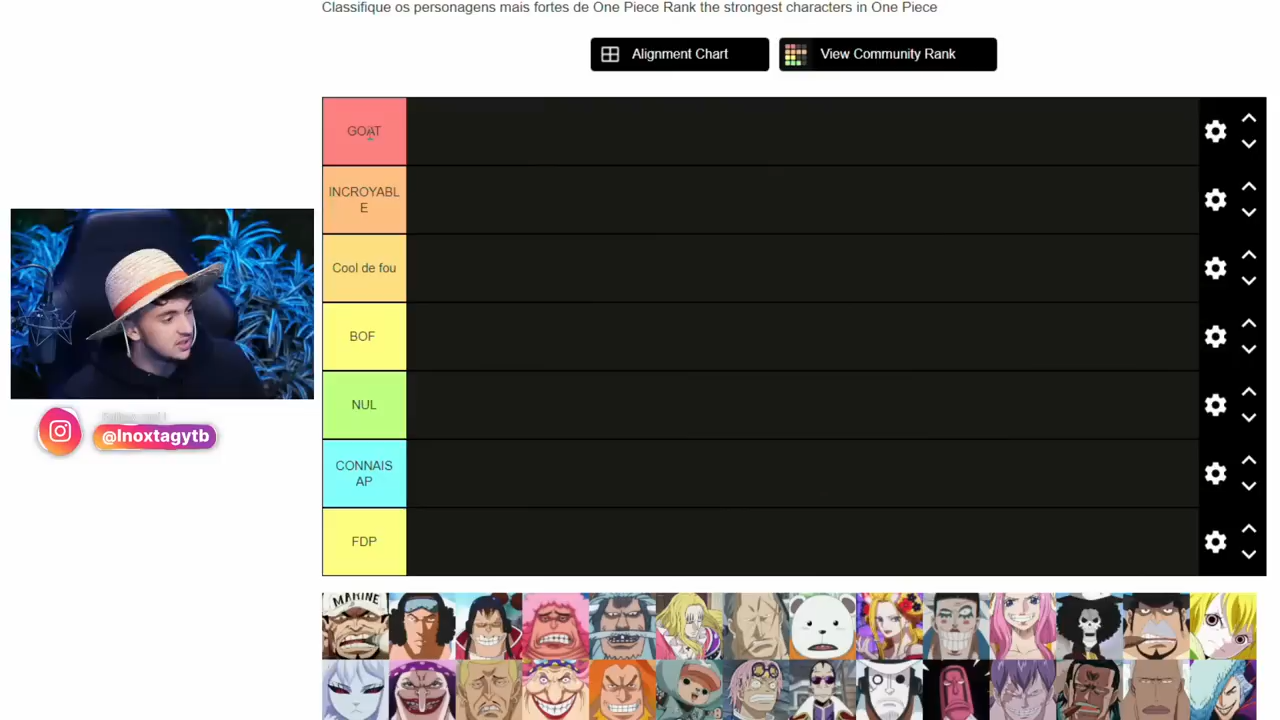 Classifique os personagens mais fortes de One Piece Rank the strongest characters in One Piece
Alignment Chart
View Community Rank
GOAT
INCROYABL
E
Cool de fou
BOF
NUL
CONNAIS
AP
FDP
@Inoxtagytb
MARINE